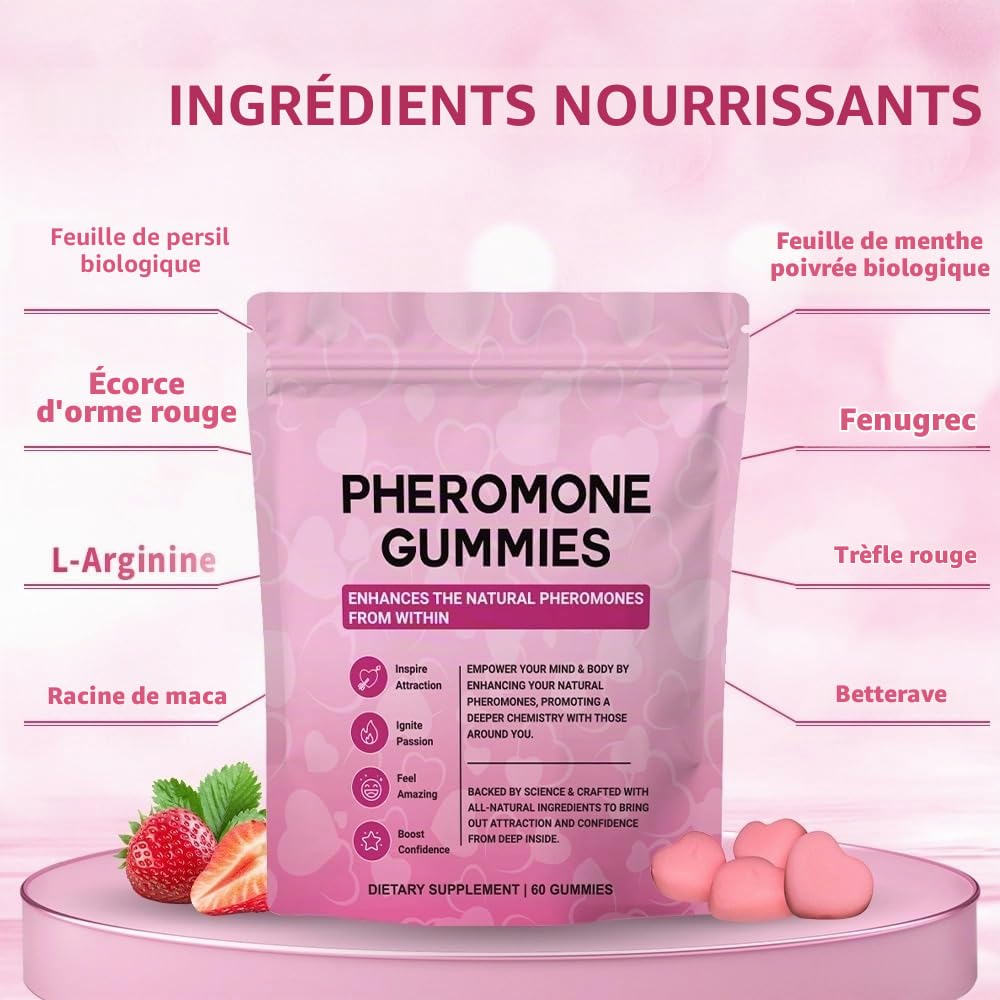 INGRÉDIENTS NOURRISSANTS
Feuille de persil
biologique
Feuille de menthe
poivrée biologique
Écorce
d'orme rouge
Fenugrec
L-Arginine
Trèfle rouge
Racine de maca
Betterave
PHEROMONE
GUMMIES
ENHANCES THE NATURAL PHEROMONES
FROM WITHIN
Inspire
Attraction
Ignite
Passion
Feel
Amazing
Boost
Confidence
EMPOWER YOUR MIND & BODY BY
ENHANCING YOUR NATURAL
PHEROMONES, PROMOTING A
DEEPER CHEMISTRY WITH THOSE
AROUND YOU.
BACKED BY SCIENCE & CRAFTED WITH
ALL-NATURAL INGREDIENTS TO BRING
OUT ATTRACTION AND CONFIDENCE
FROM DEEP INSIDE.
DIETARY SUPPLEMENT | 60 GUMMIES